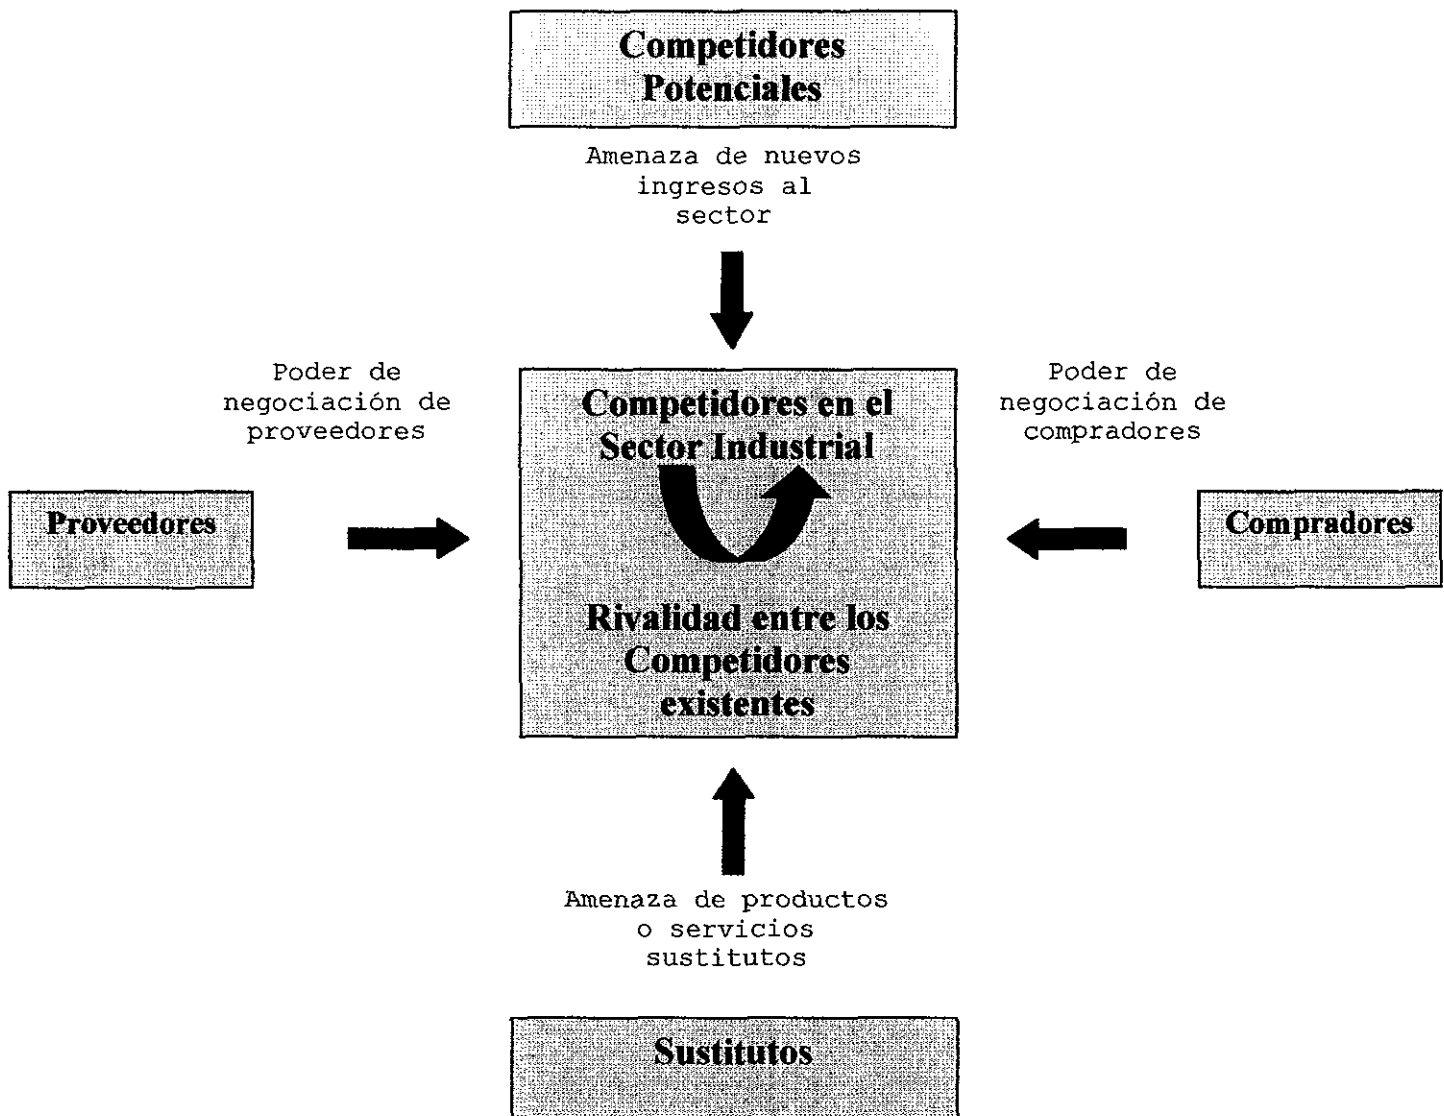 Competidores
Potenciales
Amenaza de nuevos
ingresos al
sector
Poder de
negociación de
proveedores
Competidores en el
Sector Industrial
Poder de
negociación de
compradores
Proveedores
Compradores
Rivalidad entre los
Competidores
existentes
Amenaza de productos
o servicios
sustitutos
Sustitutos